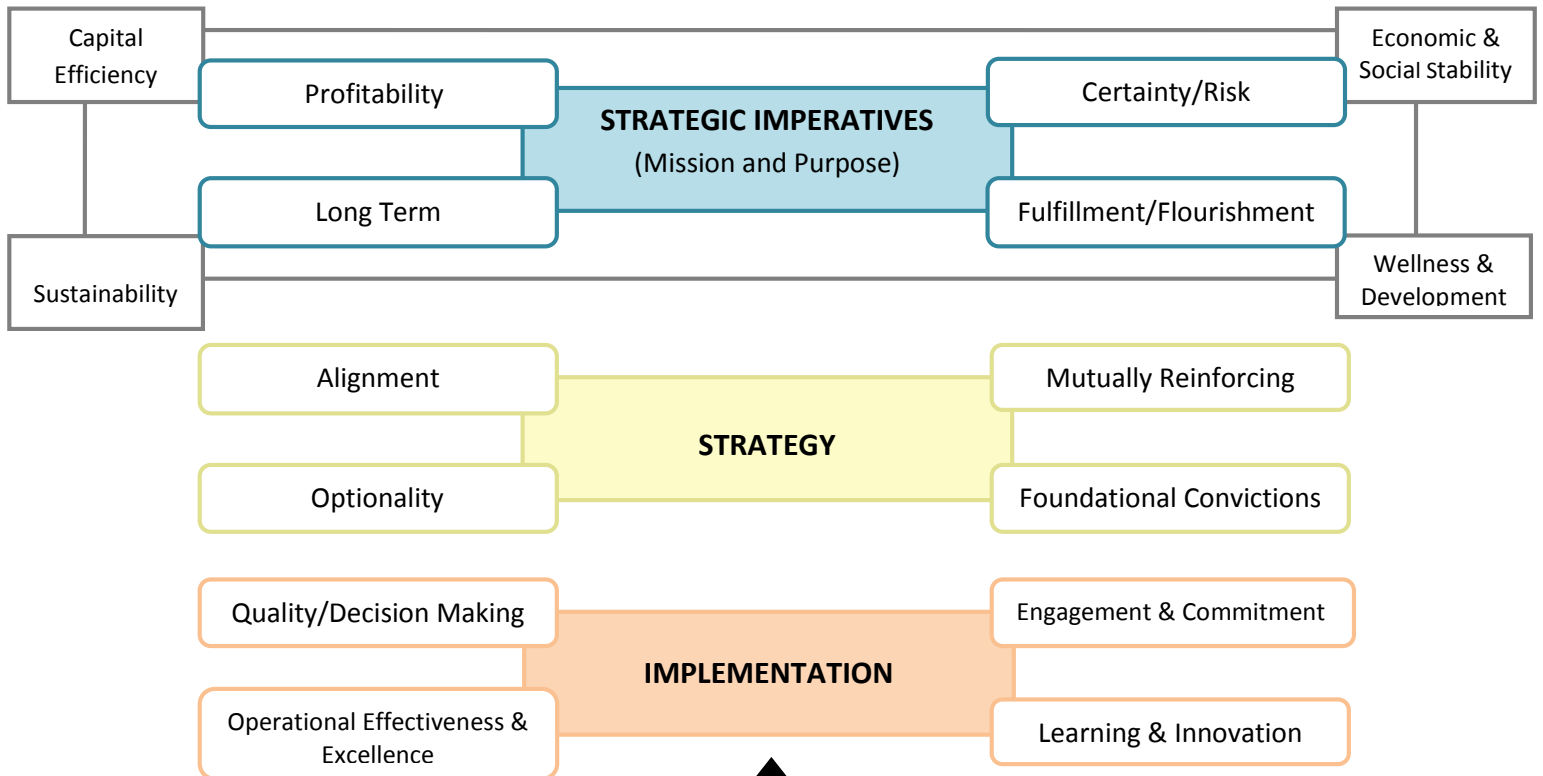 Capital
Efficiency
Economic &
Social Stability
Profitability
STRATEGIC IMPERATIVES
(Mission and Purpose)
Certainty/Risk
Long Term
Fulfillment/Flourishment
Sustainability
Wellness &
Development
Alignment
Mutually Reinforcing
STRATEGY
Optionality
Foundational Convictions
Quality/Decision Making
Engagement & Commitment
IMPLEMENTATION
Operational Effectiveness &
Excellence
Learning & Innovation